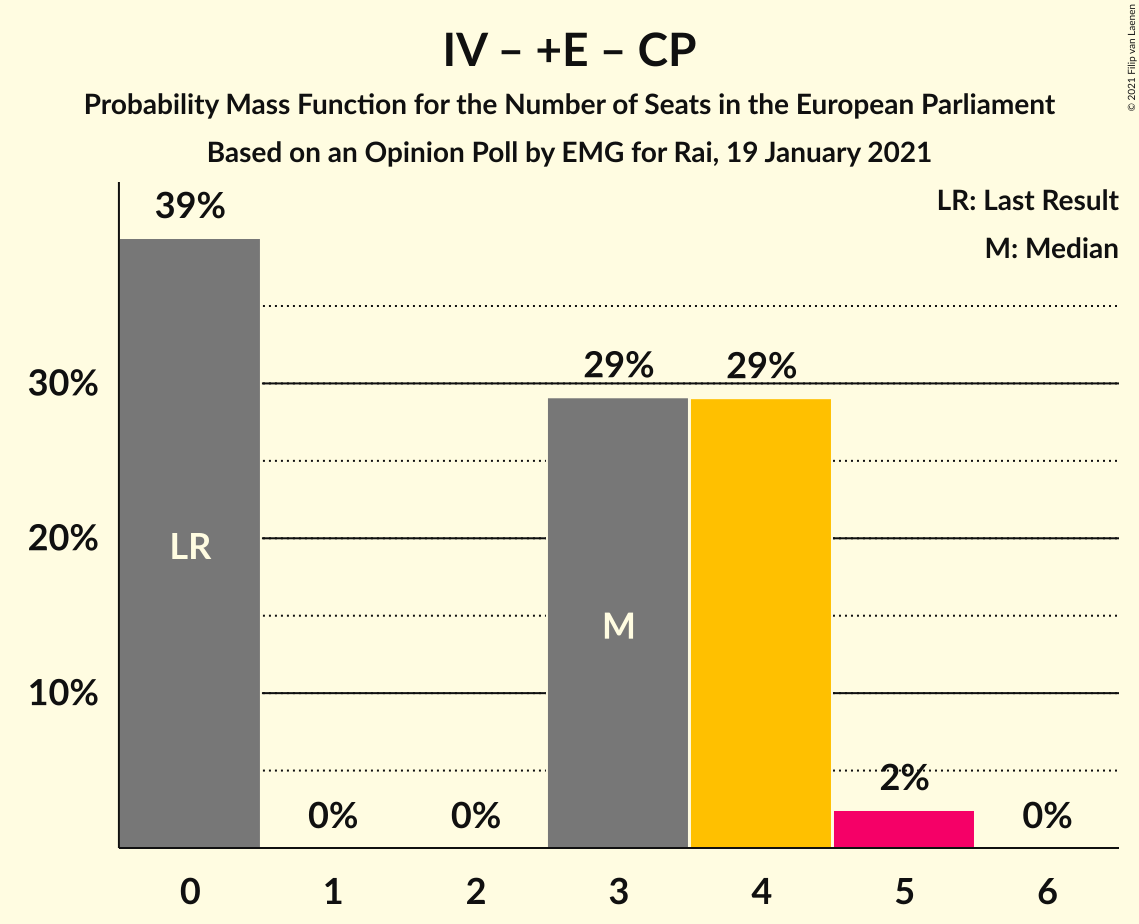 IV – +E – CP
Probability Mass Function for the Number of Seats in the European Parliament
Based on an Opinion Poll by EMG for Rai, 19 January 2021
© 2021 Filip van Laenen
LR: Last Result
M: Median
39%
29%
29%
30%
20%
LR
M
10%
2%
0%
0%
0%
0
1
2
3
4
5
6